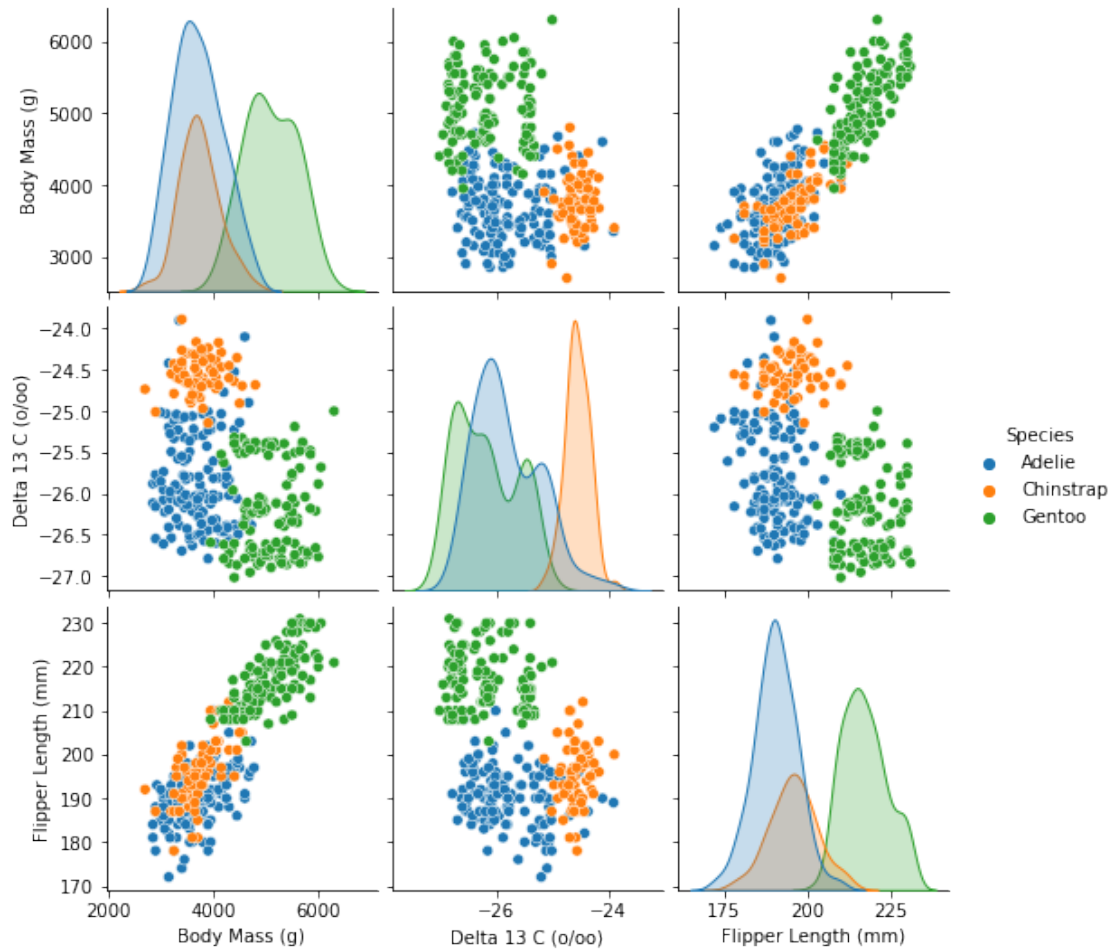 Body Mass (g)
6000
5000
4000
3000
Delta 13 C (o/oo)
−24.0
−24.5
−25.0
−25.5
−26.0
−26.5
−27.0
Species
Adelie
Chinstrap
Gentoo
Flipper Length (mm)
230
220
210
200
190
180
170
2000 4000 6000 −26 −24 175 200 225
Body Mass (g) Delta 13 C (o/oo) Flipper Length (mm)